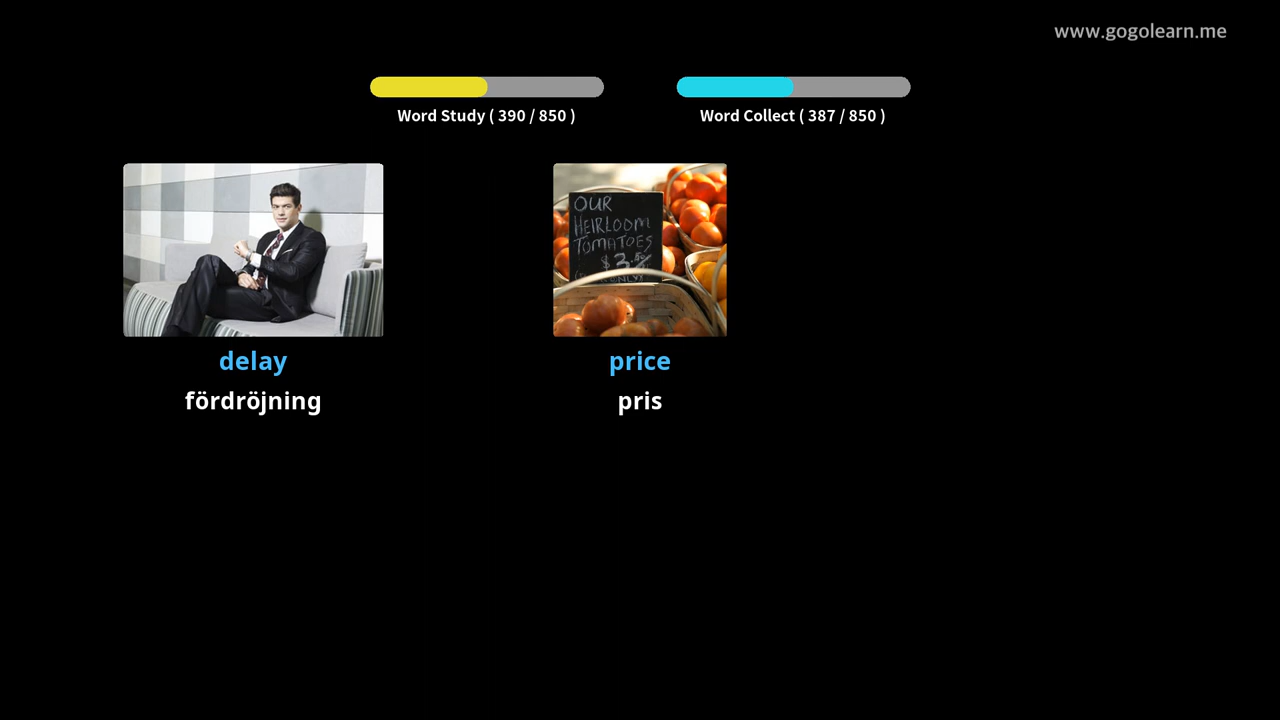 www.gogolearn.me
Word Study ( 390 / 850 )
Word Collect ( 387 / 850 )
OUR
HEIRLOOM
TOMATOES
delay
price
fördröjning
pris